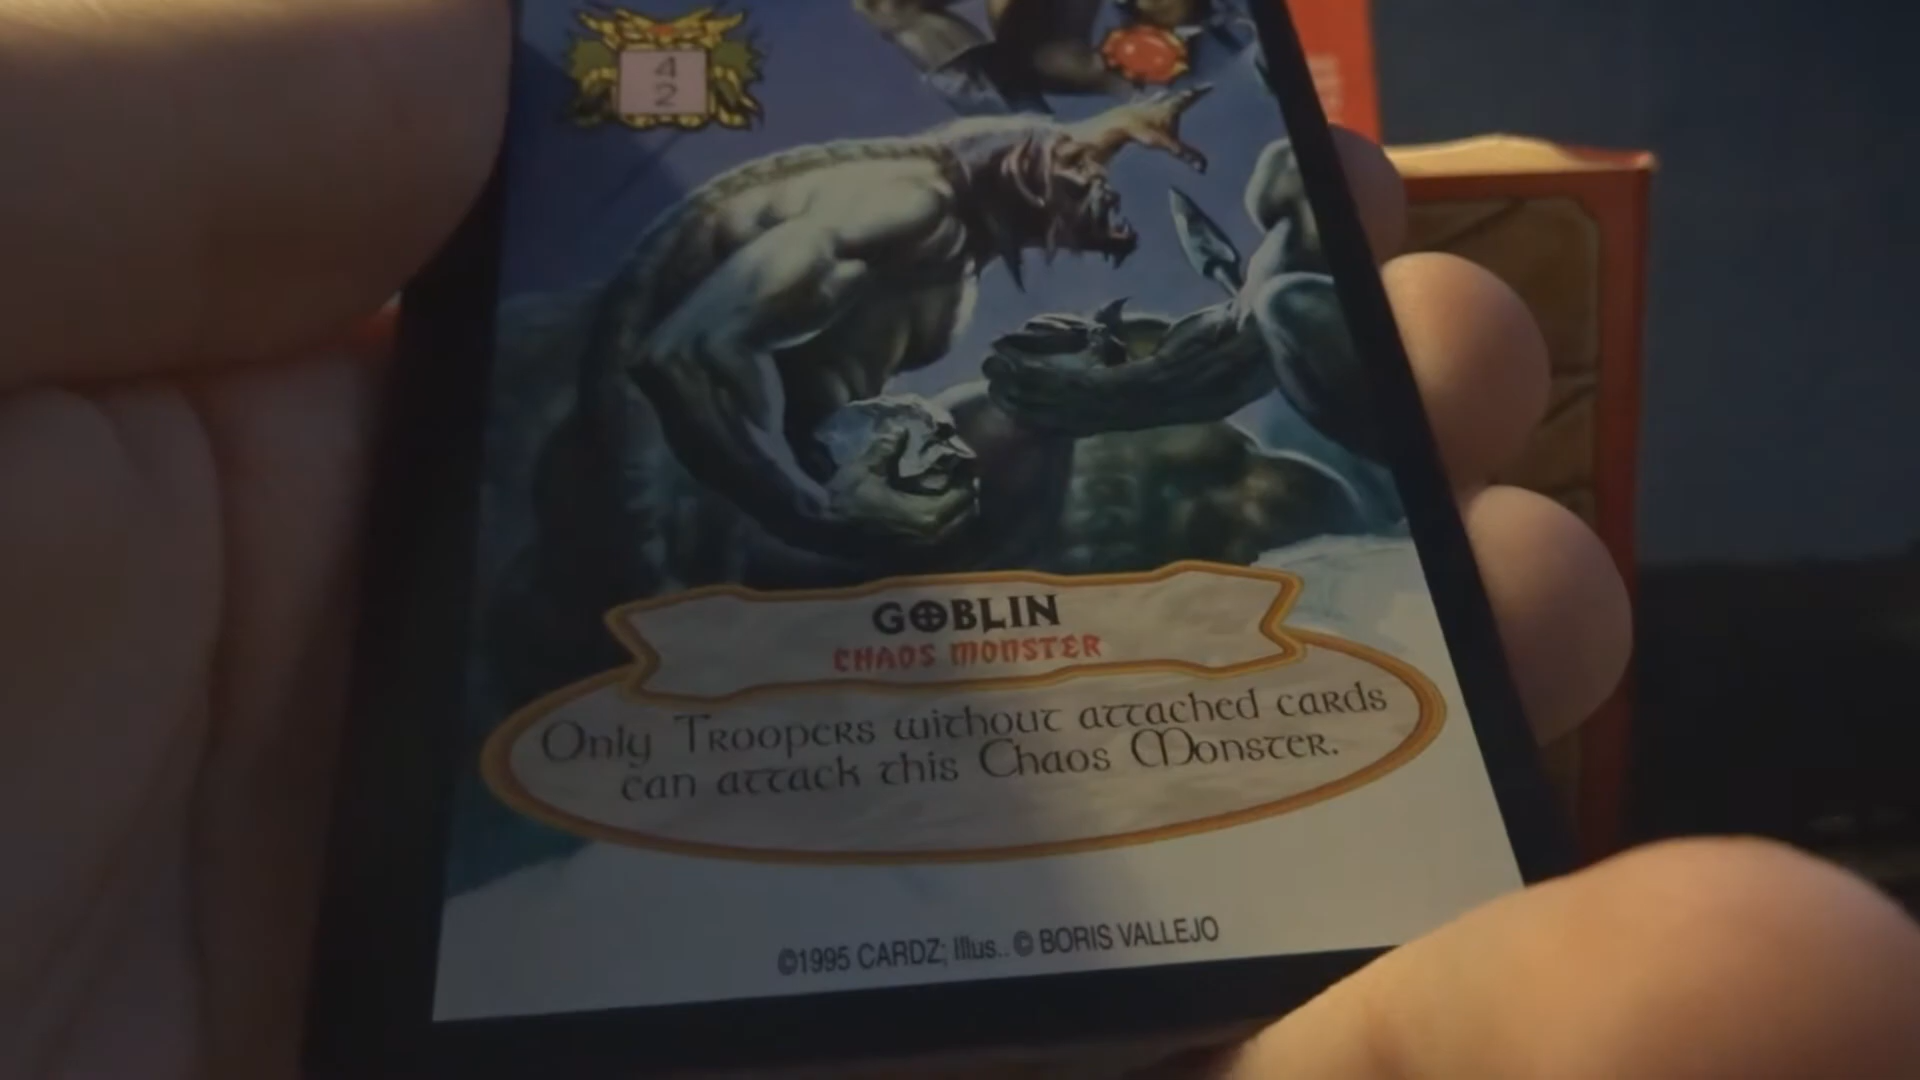 4
2
GOBLIN
CHAOS MONSTER
Only Troopers without attached cards
can attack this Chaos Monster.
©1995 CARDZ; Illus.. © BORIS VALLEJO